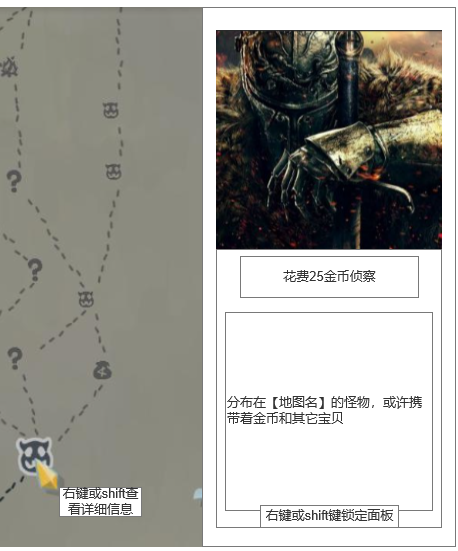 花费25金币侦察
分布在【地图名】的怪物，或许携
带着金币和其它宝贝
右键或shift查
看详细信息
右键或shift键锁定面板